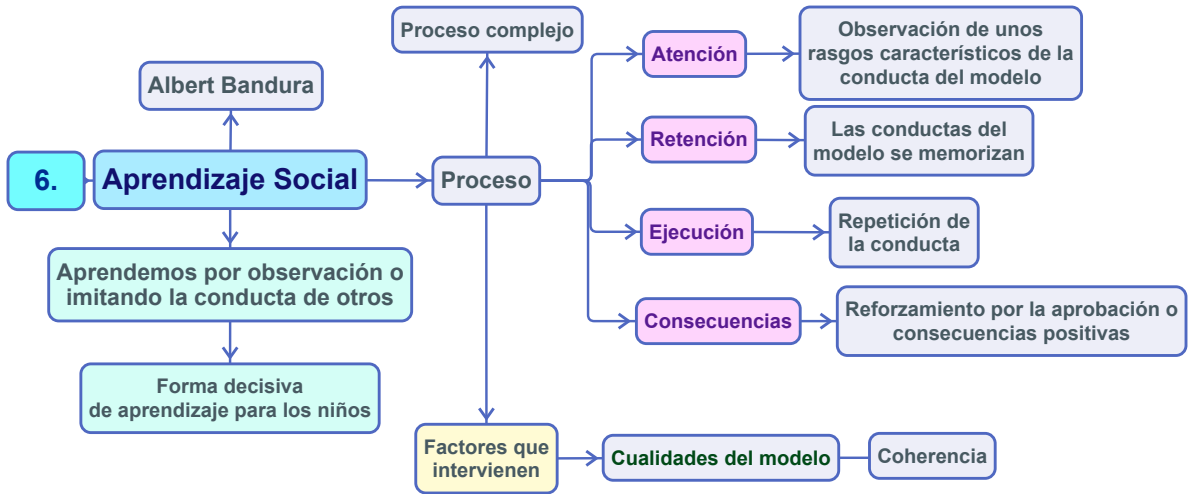 6.
Aprendizaje Social
Albert Bandura
Aprendemos por observación o
imitando la conducta de otros
Forma decisiva
de aprendizaje para los niños
Proceso
Proceso complejo
Atención
Observación de unos
rasgos característicos de la
conducta del modelo
Retención
Las conductas del
modelo se memorizan
Ejecución
Repetición de
la conducta
Consecuencias
Reforzamiento por la aprobación o
consecuencias positivas
Factores que
intervienen
Cualidades del modelo
Coherencia